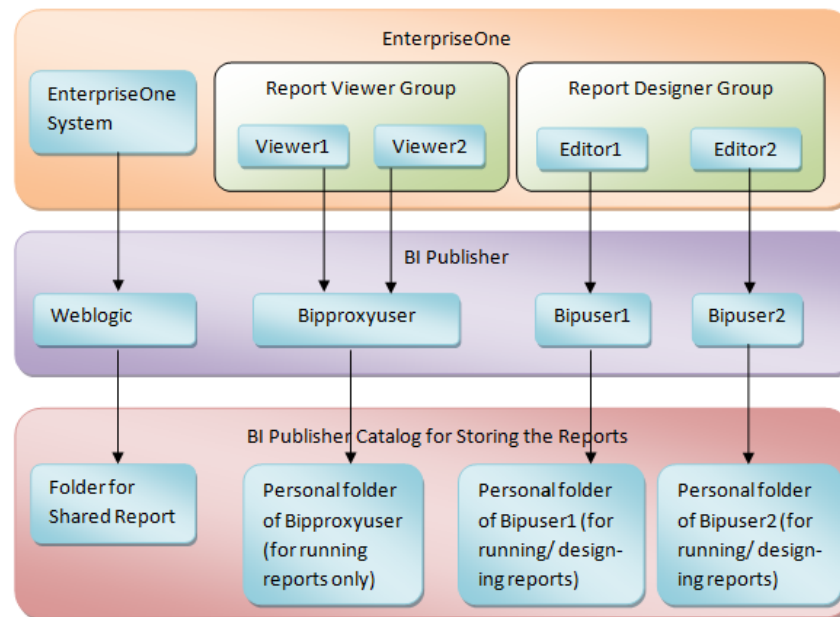 EnterpriseOne
EnterpriseOne
System
Report Viewer Group
Viewer1
Viewer2
Report Designer Group
Editor1
Editor2
BI Publisher
Weblogic
Bipproxyuser
Bipuser1
Bipuser2
BI Publisher Catalog for Storing the Reports
Folder for
Shared Report
Personal folder
of Bipproxyuser
(for running
reports only)
Personal folder
of Bipuser1 (for
running/ design-
ing reports)
Personal folder
of Bipuser2 (for
running/ design-
ing reports)